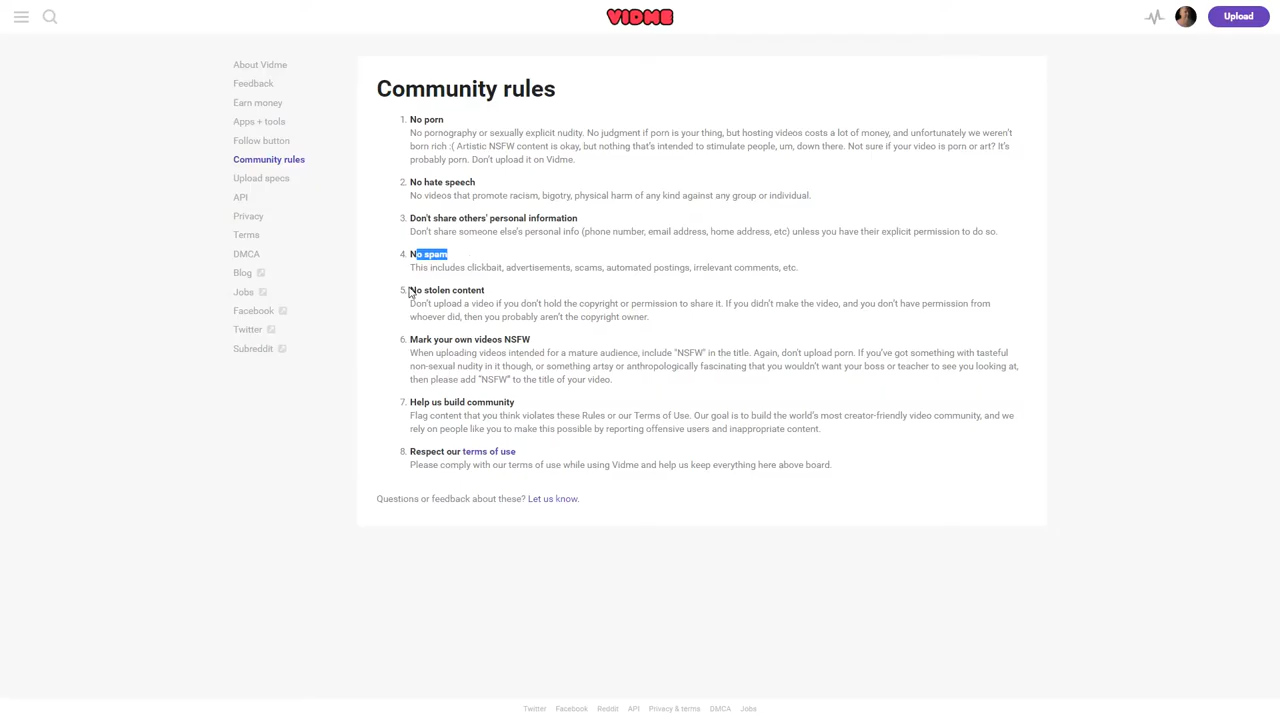 VIDME
Upload
About Vidme
Feedback
Earn money
Apps + tools
Follow button
Community rules
Upload specs
API
Privacy
Terms
DMCA
Blog
Jobs
Facebook
Twitter
Subreddit
Community rules
1. No porn
No pornography or sexually explicit nudity. No judgment if porn is your thing, but hosting videos costs a lot of money, and unfortunately we weren't
born rich :( Artistic NSFW content is okay, but nothing that's intended to stimulate people, um, down there. Not sure if your video is porn or art? It's
probably porn. Don't upload it on Vidme.
2. No hate speech
No videos that promote racism, bigotry, physical harm of any kind against any group or individual.
3. Don't share others' personal information
Don't share someone else's personal info (phone number, email address, home address, etc) unless you have their explicit permission to do so.
4. No spam
This includes clickbait, advertisements, scams, automated postings, irrelevant comments, etc.
5. No stolen content
Don't upload a video if you don't hold the copyright or permission to share it. If you didn't make the video, and you don't have permission from
whoever did, then you probably aren't the copyright owner.
6. Mark your own videos NSFW
When uploading videos intended for a mature audience, include "NSFW" in the title. Again, don't upload porn. If you've got something with tasteful
non-sexual nudity in it though, or something artsy or anthropologically fascinating that you wouldn't want your boss or teacher to see you looking at,
then please add "NSFW" to the title of your video.
7. Help us build community
Flag content that you think violates these Rules or our Terms of Use. Our goal is to build the world's most creator-friendly video community, and we
rely on people like you to make this possible by reporting offensive users and inappropriate content.
8. Respect our terms of use
Please comply with our terms of use while using Vidme and help us keep everything here above board.
Questions or feedback about these? Let us know.
Twitter Facebook Reddit API Privacy & terms DMCA Jobs